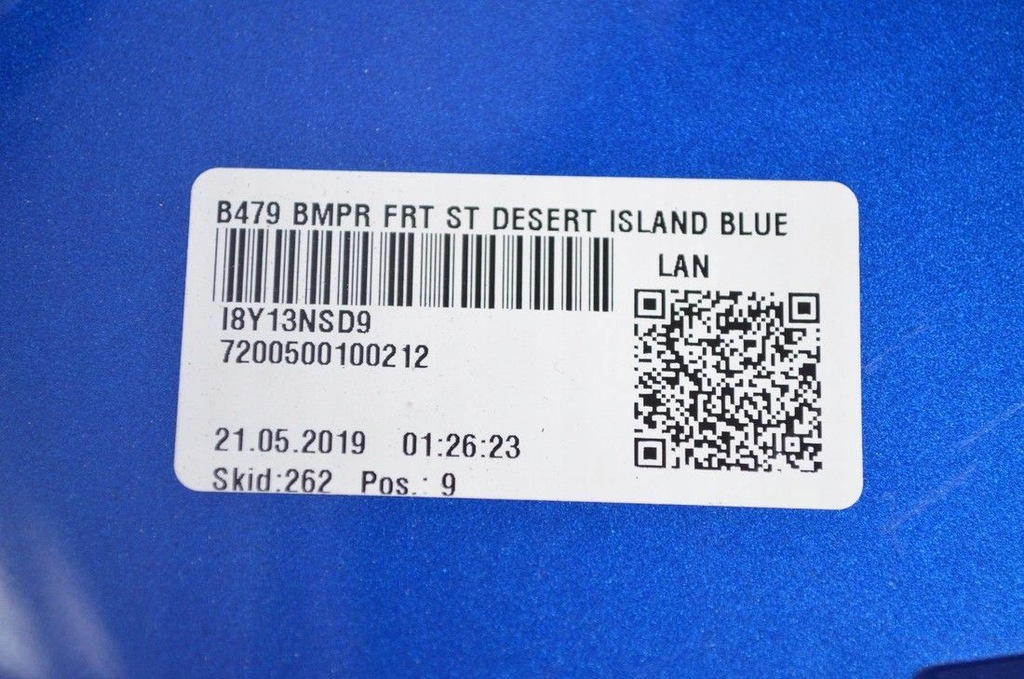 B479 BMPR FRT ST DESERT ISLAND BLUE
LAN
I8Y13NSD9
7200500100212
21.05.2019 01:26:23
Skid:262 Pos.: 9